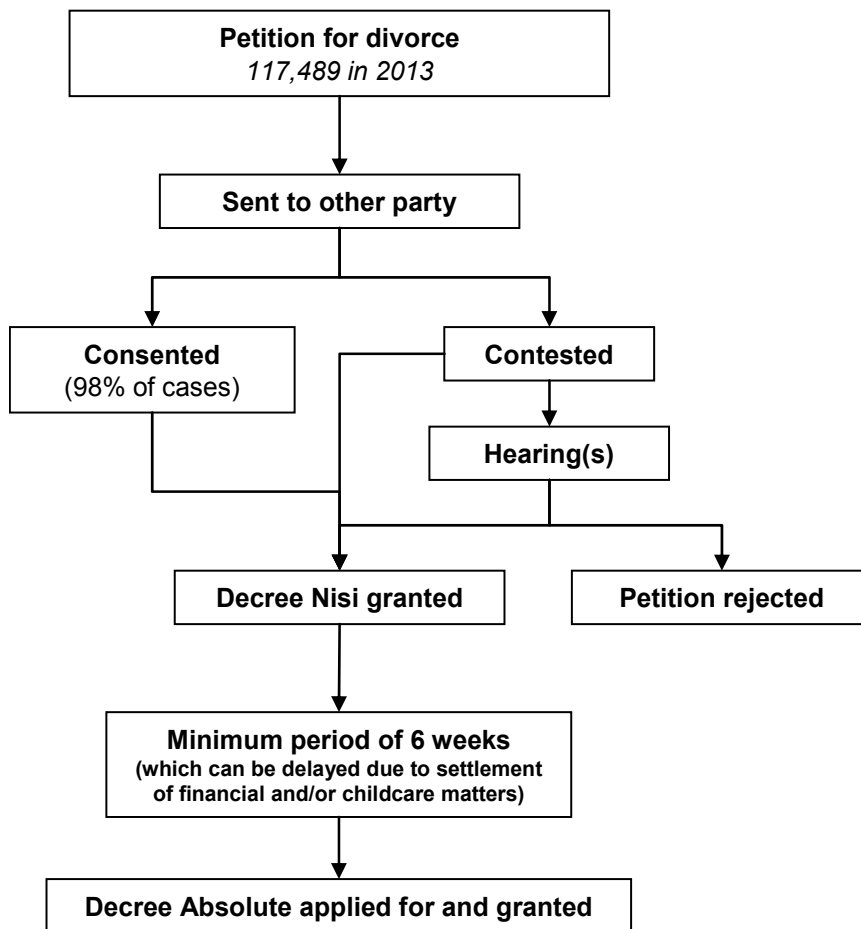 Petition for divorce
117,489 in 2013
Sent to other party
Consented
(98% of cases)
Contested
Hearing(s)
Decree Nisi granted
Petition rejected
Minimum period of 6 weeks
(which can be delayed due to settlement
of financial and/or childcare matters)
Decree Absolute applied for and granted